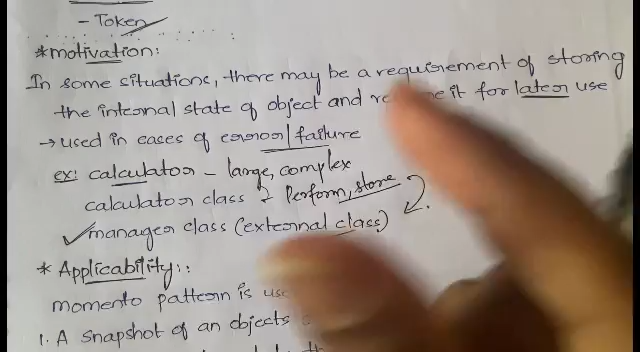 - Token
* motivation:
In some situations, there may be a requirement of storing
the internal state of object and it for later use
→ used in cases of error/failure
ex: calculator - large, complex
calculator class perform, store
manager class (external class)
* Applicability::
momento pattern is
1. A snapshot of an objects